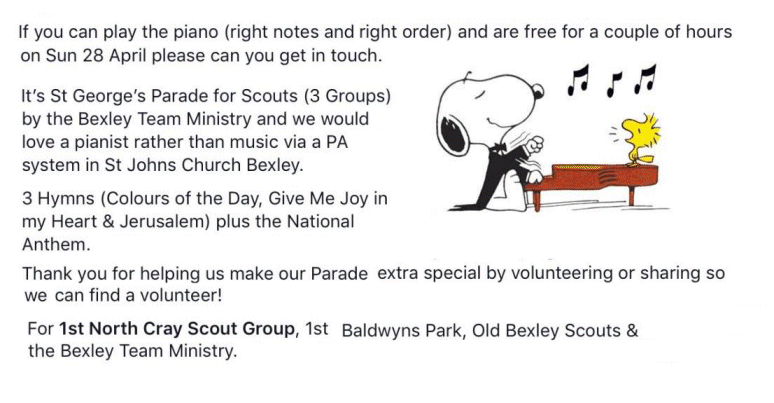 If you can play the piano (right notes and right order) and are free for a couple of hours
on Sun 28 April please can you get in touch.
It's St George's Parade for Scouts (3 Groups)
by the Bexley Team Ministry and we would
love a pianist rather than music via a PA
system in St Johns Church Bexley.
3 Hymns (Colours of the Day, Give Me Joy in
my Heart & Jerusalem) plus the National
Anthem.
Thank you for helping us make our Parade extra special by volunteering or sharing so
we can find a volunteer!
For 1st North Cray Scout Group, 1st Baldwyns Park, Old Bexley Scouts &
the Bexley Team Ministry.